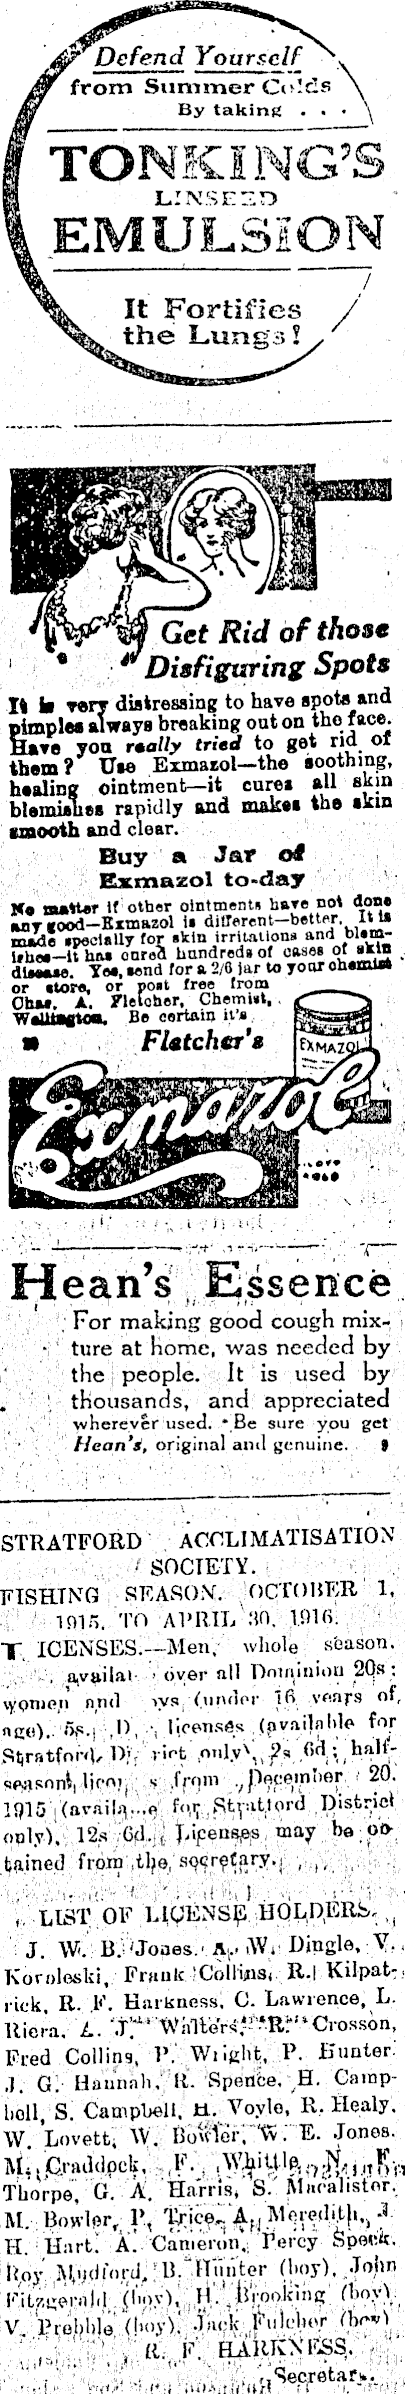 Defend Yourself
from Summer Colds
By taking . . .
TONKING'S
LINSEED
EMULSION
It Fortifies
the Lungs!
Get Rid of those
Disfiguring Spots
It is very distressing to have spots and
pimples always breaking out on the face.
Have you really tried to get rid of
them? Use Exmazol—the soothing,
healing ointment—it cures all skin
blemishes rapidly and makes the skin
smooth and clear.
Buy a Jar of
Exmazol to-day
No matter if other ointments have not done
any good—Exmazol is different—better. It is
made specially for skin irritations and blem-
ishes—it has cured hundreds of cases of skin
disease. Yes, send for a 2/6 jar to your chemist
or store, or post free from
Chas. A. Fletcher, Chemist,
Wellington. Be certain it's
Fletcher's
EXMAZOL
Exmazol
Hean's Essence
For making good cough mix-
ture at home, was needed by
the people. It is used by
thousands, and appreciated
wherever used. Be sure you get
Hean's, original and genuine. 9
STRATFORD ACCLIMATISATION
SOCIETY.
FISHING SEASON. OCTOBER 1,
1915, TO APRIL 30, 1916.
ICENSES.—Men, whole season,
over all Dominion 20s;
women and (under 16 years of
age), 5s. licenses (available for
Stratford only), 2s 6d; half-
season from December 20,
1915 (for Stratford District
only), 12s 6d. Licenses may be ob-
tained from the secretary.
LIST OF LICENSE HOLDERS.
J. W. B. Jones, A. W. Dingle, V.
Koroleski, Frank Collins, R. Kilpat-
rick, R. F. Harkness, C. Lawrence, L.
Riera, A. J. Walters, R. Crosson,
Fred Collins, P. Wright, P. Hunter,
J. G. Hannah, R. Spence, H. Camp-
bell, S. Campbell, H. Voyle, R. Healy,
W. Lovett, W. Bowler, W. E. Jones,
M. Craddock, F. Whittle, N. F.
Thorpe, G. A. Harris, S. Macalister,
M. Bowler, P. Trice, A. Meredith, J.
H. Hart, A. Cameron, Percy Speck,
Roy Mudford, B. Hunter (boy), John
Fitzgerald (boy), H. Brooking (boy),
V. Prebble (boy), Jack Fulcher (boy)
R. F. HARKNESS,
Secretary.